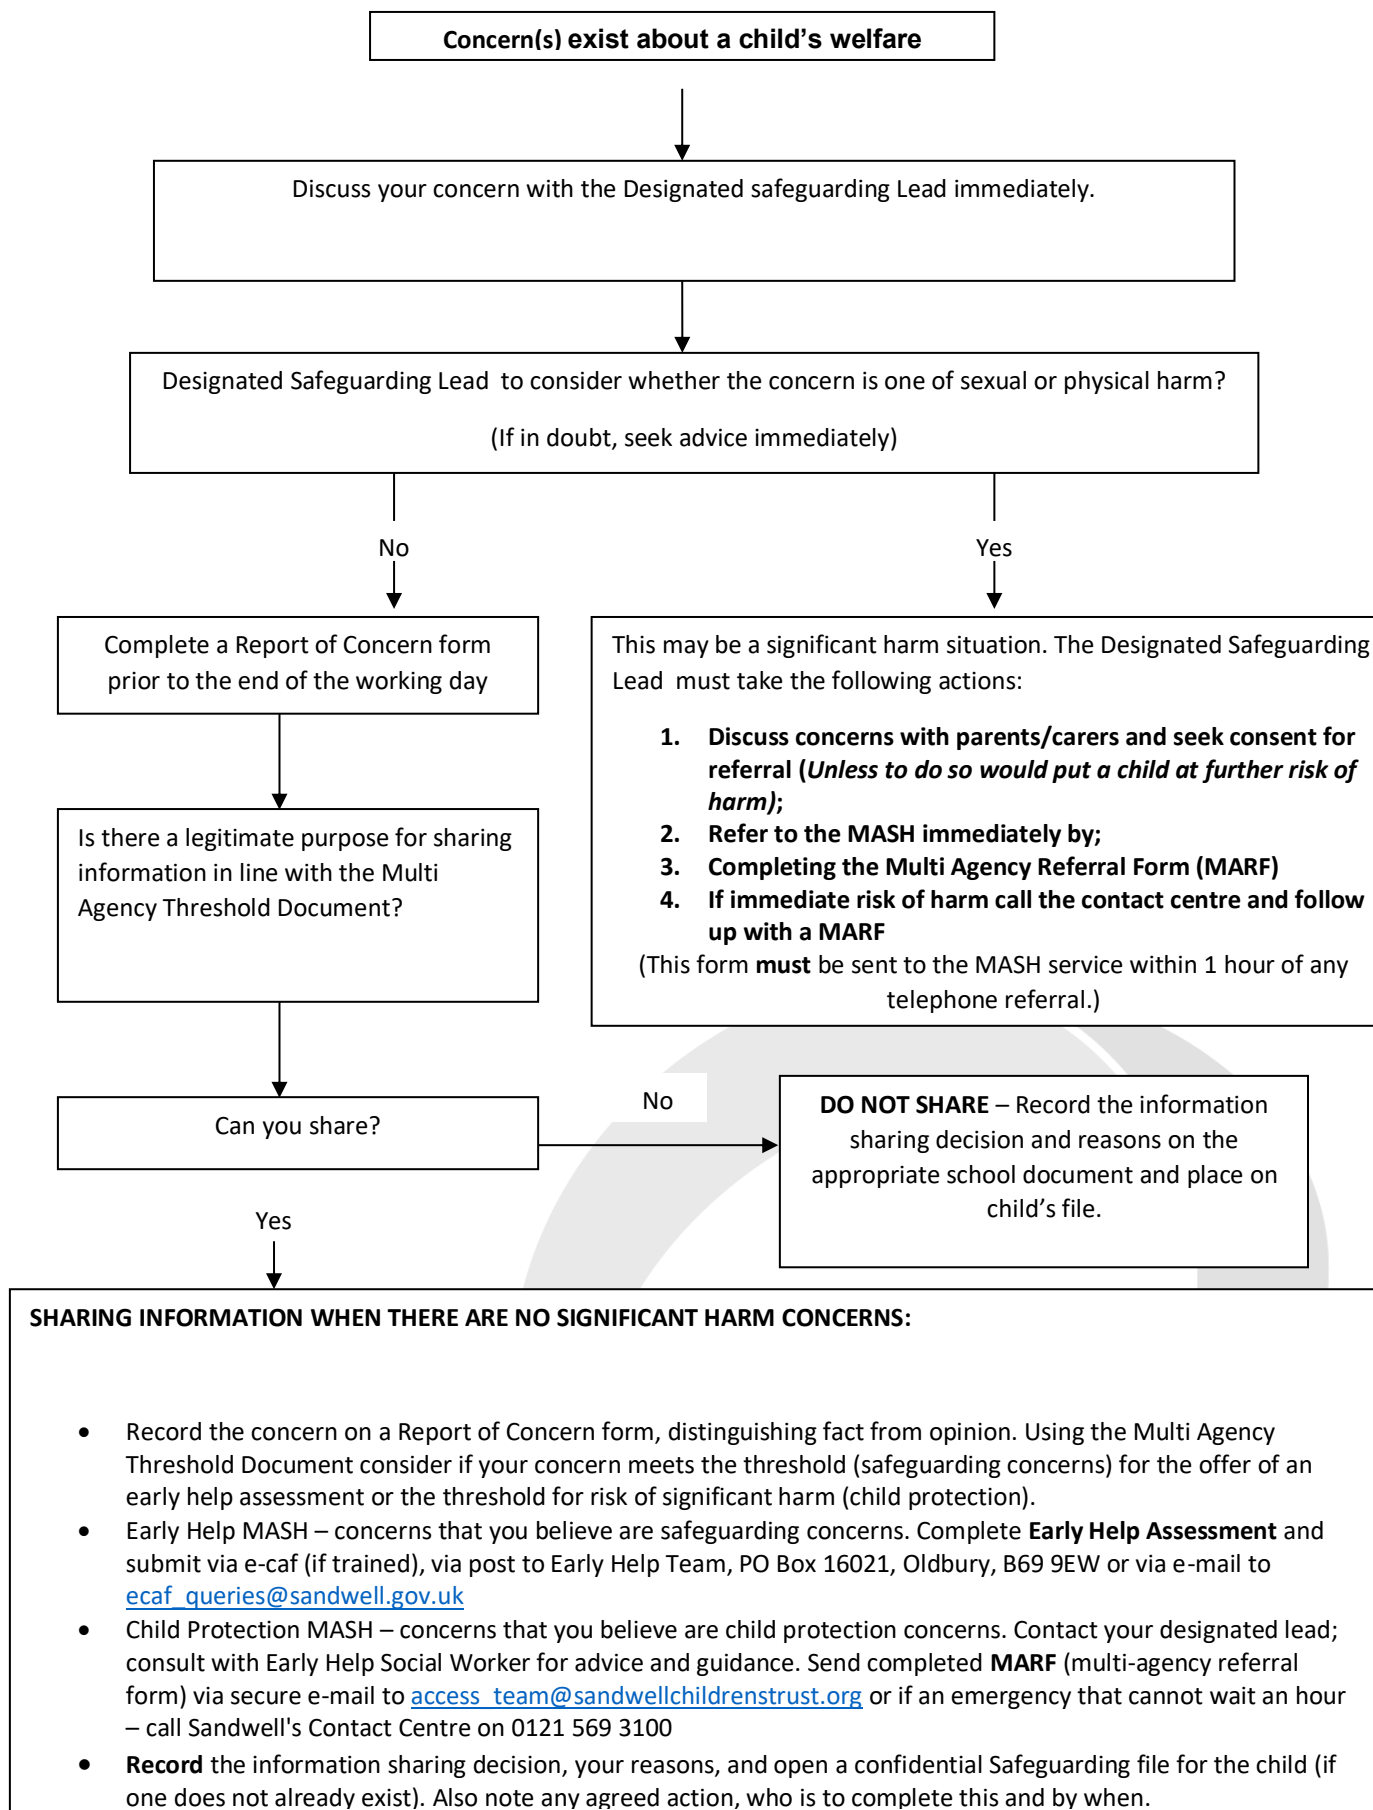 Concern(s) exist about a child's welfare
Discuss your concern with the Designated safeguarding Lead immediately.
Designated Safeguarding Lead  to consider whether the concern is one of sexual or physical harm?
(If in doubt, seek advice immediately)
No
Yes
Complete a Report of Concern form
prior to the end of the working day
This may be a significant harm situation. The Designated Safeguarding
Lead  must take the following actions:
1. Discuss concerns with parents/carers and seek consent for
referral (Unless to do so would put a child at further risk of
harm);
2. Refer to the MASH immediately by;
3. Completing the Multi Agency Referral Form (MARF)
4. If immediate risk of harm call the contact centre and follow
up with a MARF
(This form must be sent to the MASH service within 1 hour of any
telephone referral.)
Is there a legitimate purpose for sharing
information in line with the Multi
Agency Threshold Document?
Can you share?
No
DO NOT SHARE – Record the information
sharing decision and reasons on the
appropriate school document and place on
child's file.
Yes
SHARING INFORMATION WHEN THERE ARE NO SIGNIFICANT HARM CONCERNS:
• Record the concern on a Report of Concern form, distinguishing fact from opinion. Using the Multi Agency
Threshold Document consider if your concern meets the threshold (safeguarding concerns) for the offer of an
early help assessment or the threshold for risk of significant harm (child protection).
• Early Help MASH – concerns that you believe are safeguarding concerns. Complete Early Help Assessment and
submit via e-caf (if trained), via post to Early Help Team, PO Box 16021, Oldbury, B69 9EW or via e-mail to
ecaf_queries@sandwell.gov.uk
• Child Protection MASH – concerns that you believe are child protection concerns. Contact your designated lead;
consult with Early Help Social Worker for advice and guidance. Send completed MARF (multi-agency referral
form) via secure e-mail to access_team@sandwellchildrenstrust.org or if an emergency that cannot wait an hour
– call Sandwell's Contact Centre on 0121 569 3100
• Record the information sharing decision, your reasons, and open a confidential Safeguarding file for the child (if
one does not already exist). Also note any agreed action, who is to complete this and by when.